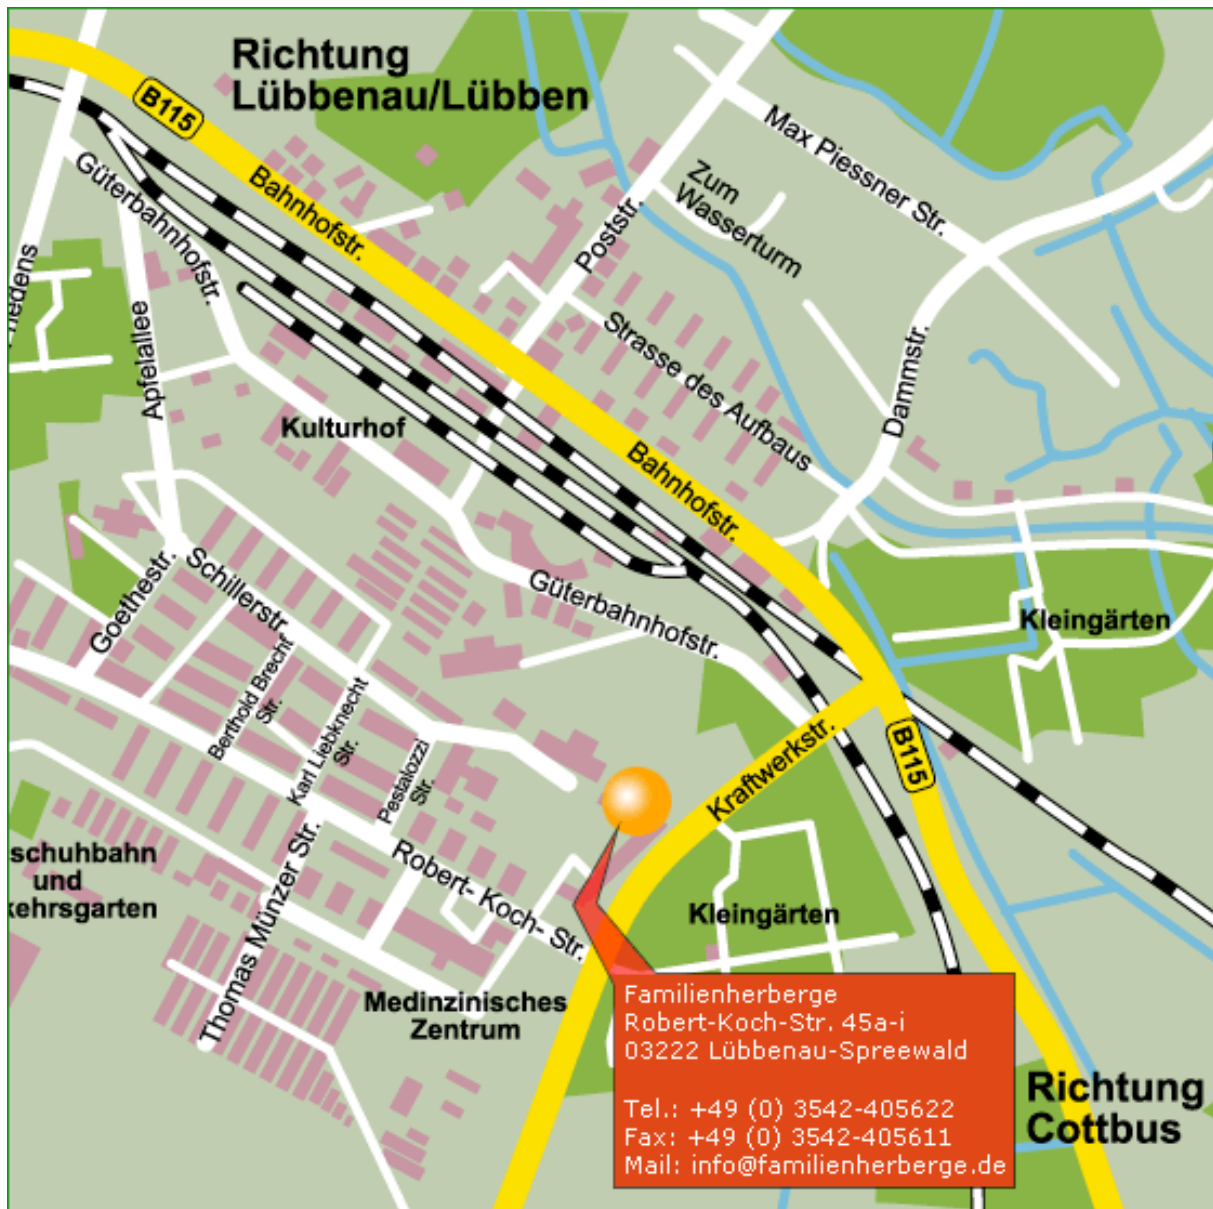 Richtung
Lübbenau/Lübben
B115
Bahnhofstr.
Güterbahnhofstr.
Poststr.
Zum
Wasserturm
Max Piessner Str.
Apfelallee
Strasse des Aufbaus
Dammstr.
Kulturhof
Bahnhofstr.
Goethestr.
Schillerstr
Güterbahnhofstr.
Kleingärten
Berthold Brecht
Str.
Karl Liebknecht
Str.
Pestalozzi
Str.
Kraftwerkstr.
B115
schuhbahn
und
kehrsgarten
Thomas Münzer Str.
Robert- Koch- Str.
Kleingärten
Medinzinisches
Zentrum
Familienherberge
Robert-Koch-Str. 45a-i
03222 Lübbenau-Spreewald
Tel.: +49 (0) 3542-405622
Fax: +49 (0) 3542-405611
Mail: info@familienherberge.de
Richtung
Cottbus